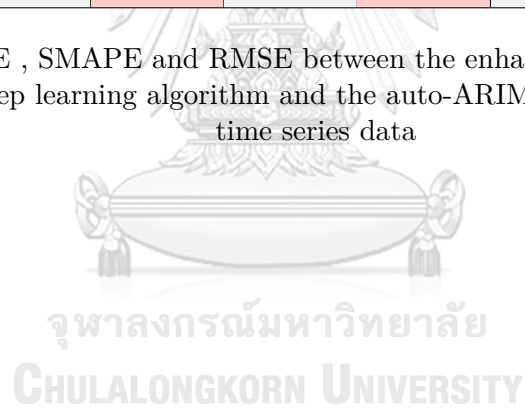 E , SMAPE and RMSE between the enha
ep learning algorithm and the auto-ARIM
time series data
จุฬาลงกรณ์มหาวิทยาลัย
CHULALONGKORN UNIVERSITY